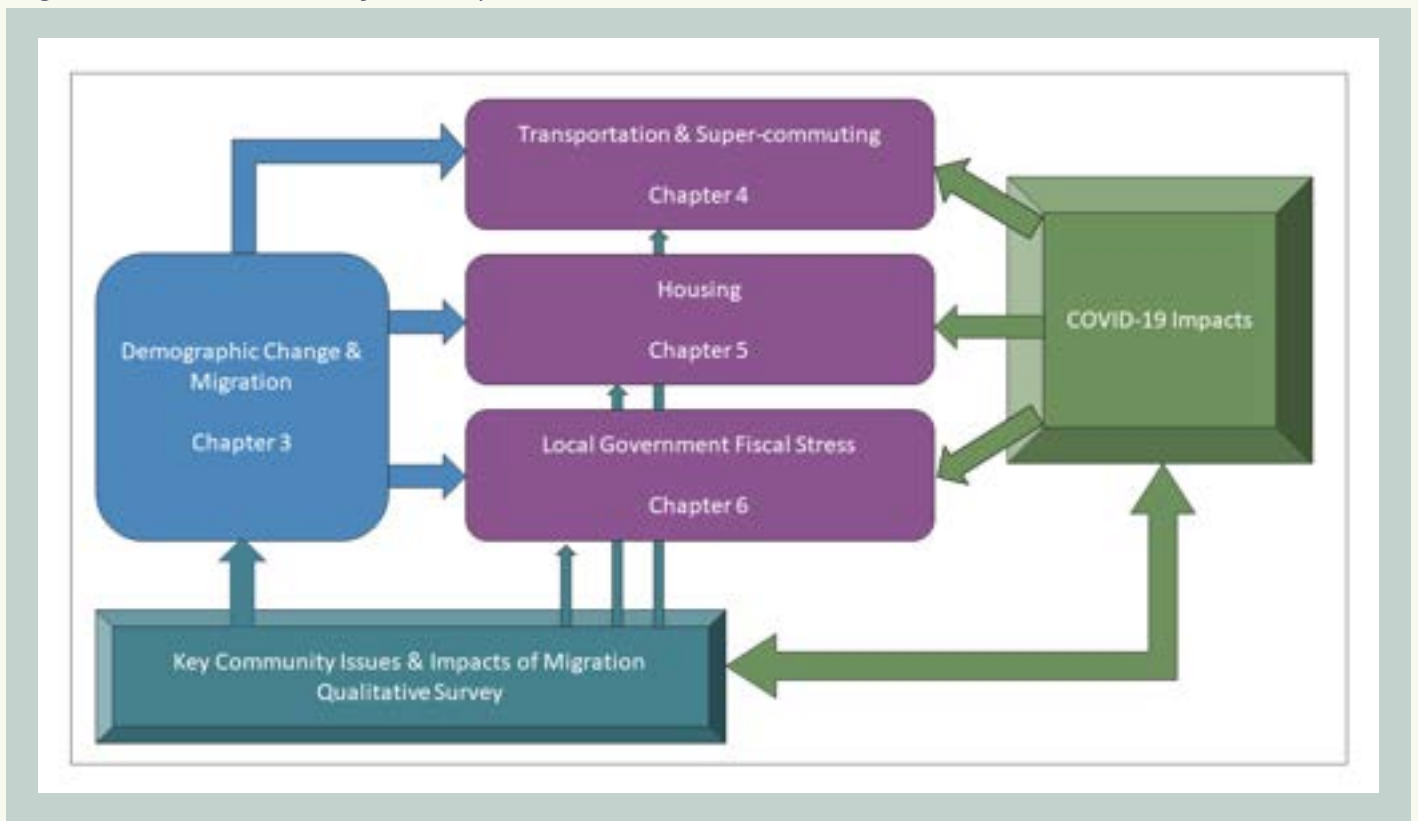 Transportation & Super-commuting
Chapter 4
Housing
Chapter 5
Local Government Fiscal Stress
Chapter 6
Demographic Change &
Migration
Chapter 3
COVID-19 Impacts
Key Community Issues & Impacts of Migration
Qualitative Survey